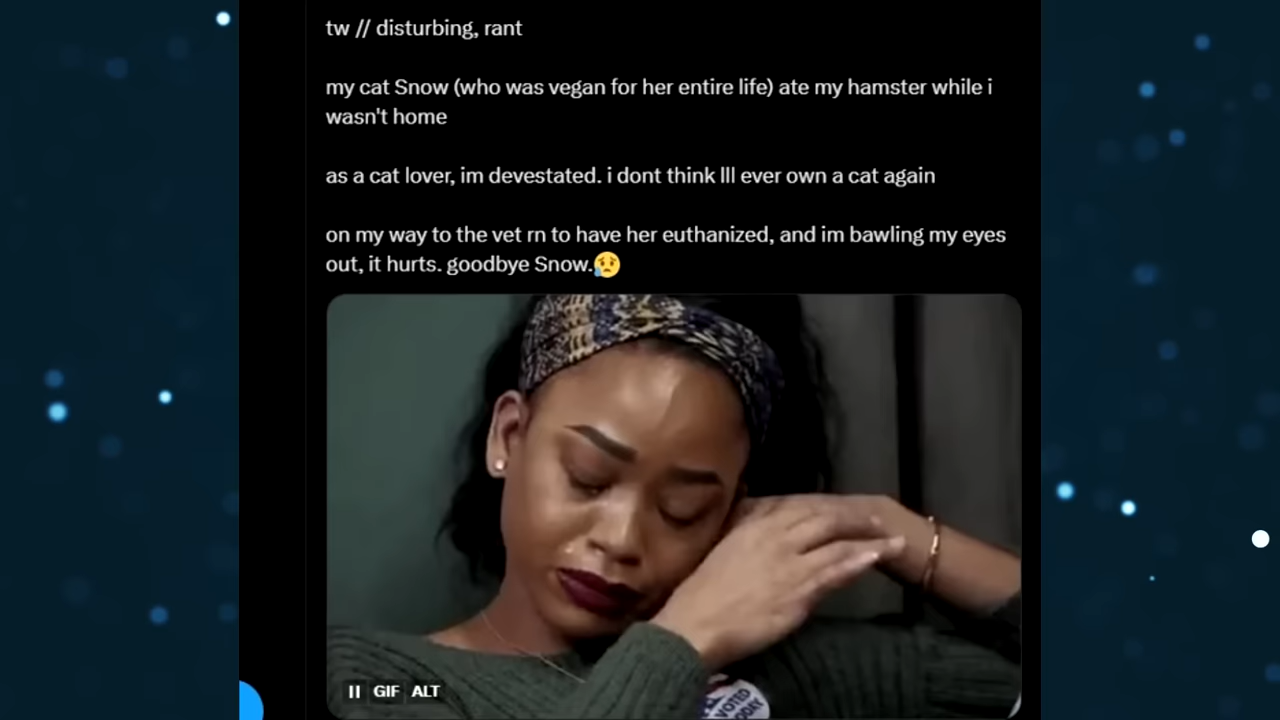 tw // disturbing, rant
my cat Snow (who was vegan for her entire life) ate my hamster while i
wasn't home
as a cat lover, im devestated. i dont think lll ever own a cat again
on my way to the vet rn to have her euthanized, and im bawling my eyes
out, it hurts. goodbye Snow.😥
GIF ALT
VOTED